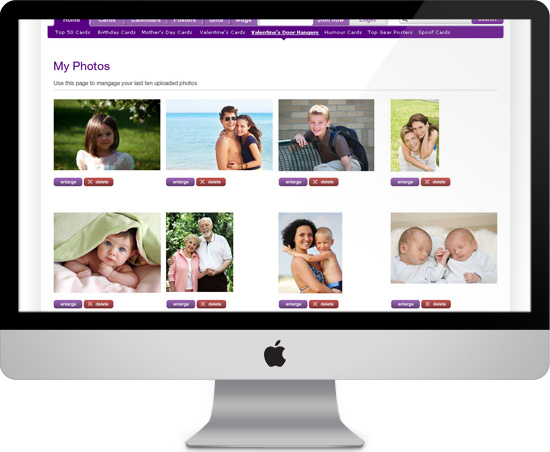 Home Cards Calendars Posters Gifts Mugs Join Now Login Search
Top 50 Cards Birthday Cards Mother's Day Cards Valentine's Cards Valentine's Door Hangers Humour Cards Top Gear Posters Spoof Cards
My Photos
Use this page to mangage your last ten uploaded photos
enlarge delete enlarge delete enlarge delete enlarge delete
enlarge delete enlarge delete enlarge delete enlarge delete